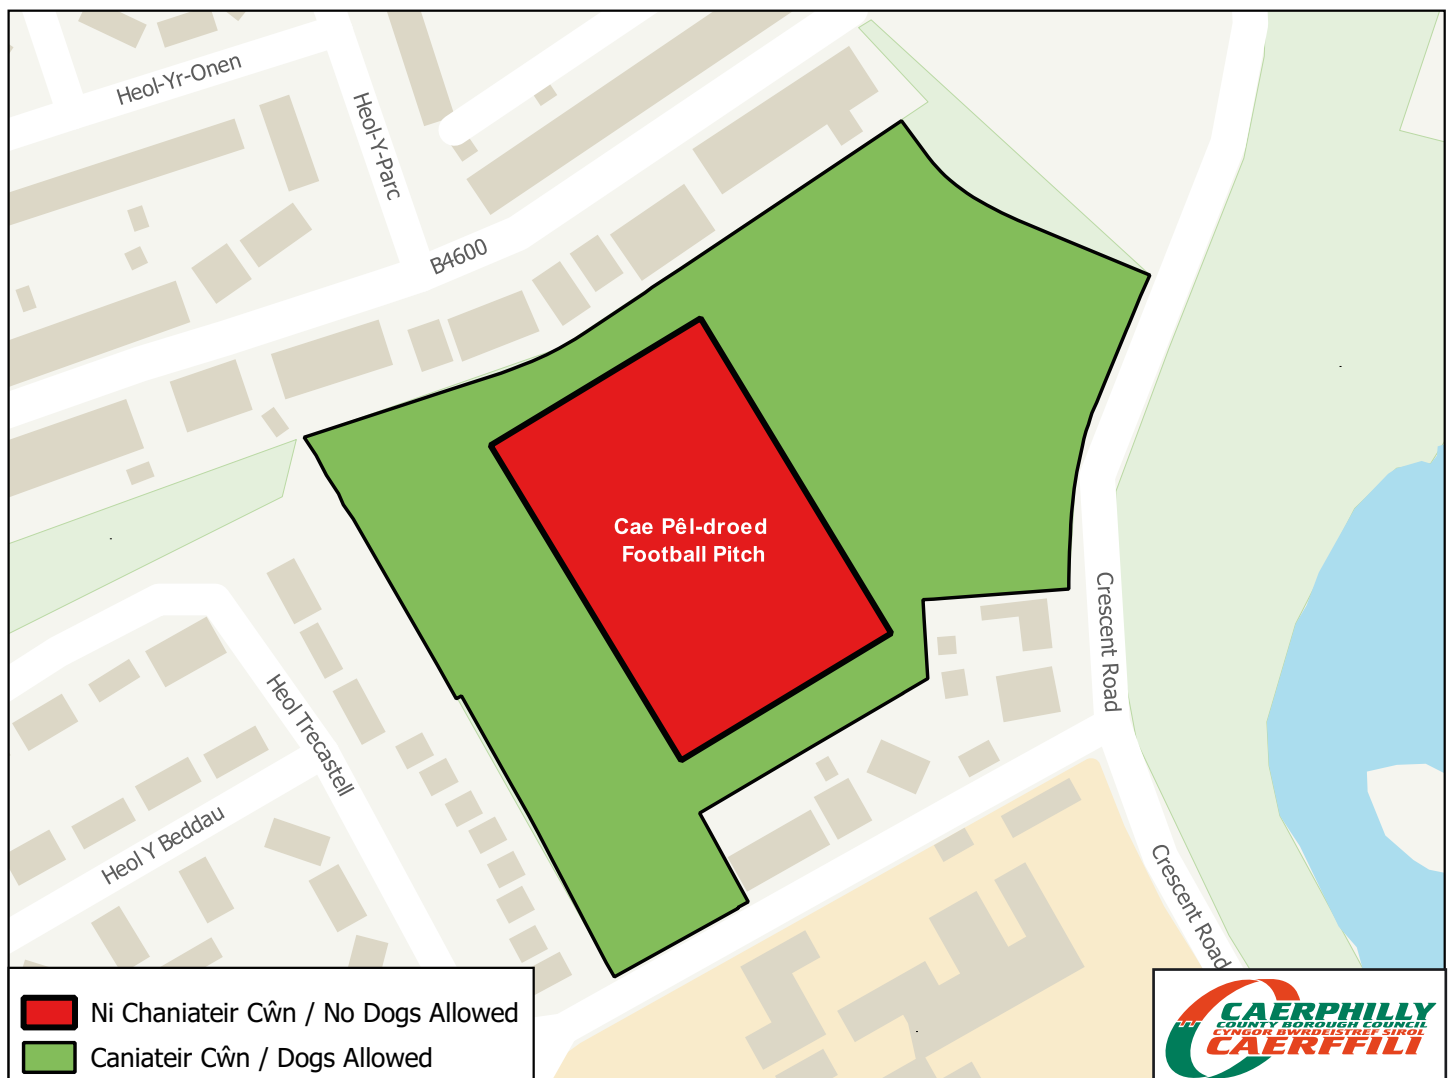 Heol-Yr-Onen
Heol-Y-Parc
B4600
Cae Pêl-droed
Football Pitch
Crescent Road
Heol Trecastell
Heol Y Beddau
Crescent Road
Ni Chaniateir Cŵn / No Dogs Allowed
Caniateir Cŵn / Dogs Allowed
CAERPHILLY
COUNTY BOROUGH COUNCIL
CYNGOR BWRDEISTREF SIROL
CAERFFILI